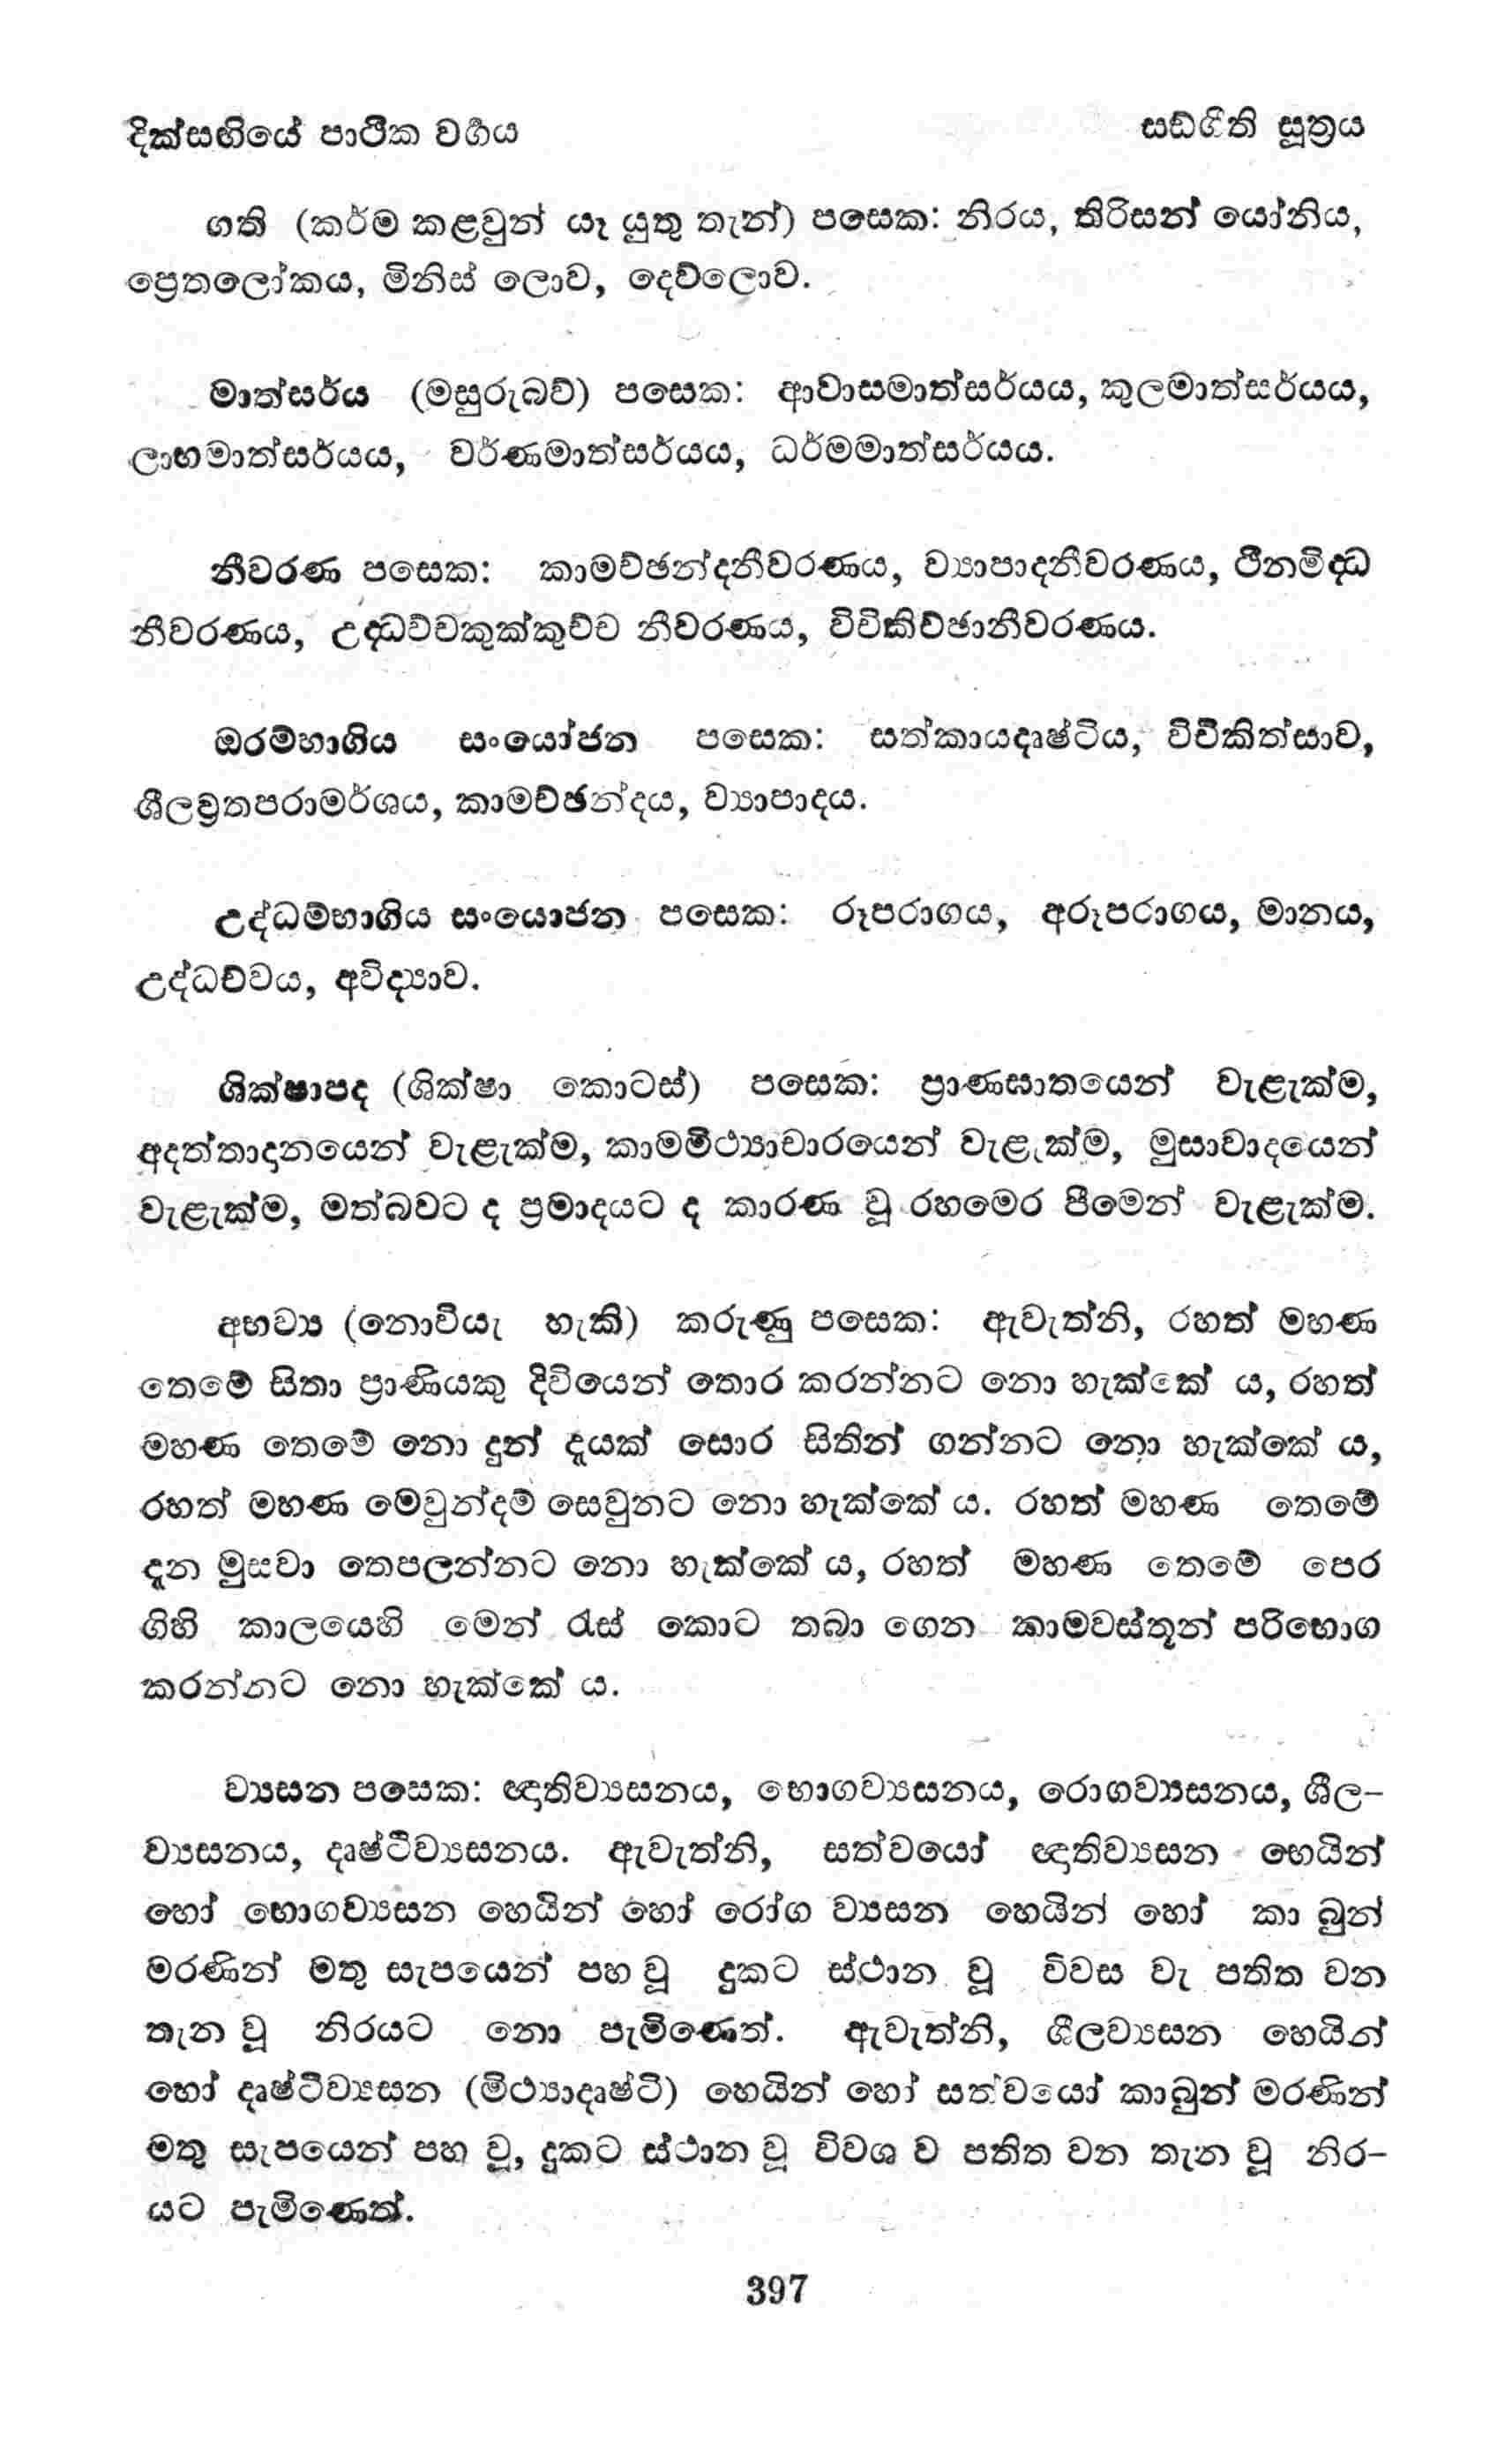 දික්සඟියේ පාථික වර්‍ගය
සඞ්ගීති සූත්‍රය
ගති (කර්ම කළවුන් යෑ යුතු තැන්) පසෙක: නිරය, තිරිසන් යෝනිය,
ප්‍රෙතලෝකය, මිනිස් ලොව, දෙව්ලොව.
මාත්සර්ය (මසුරුබව්) පසෙක: ආවාසමාත්සර්යය, කුලමාත්සර්යය,
ලාභමාත්සර්යය, වර්ණමාත්සර්යය, ධර්මමාත්සර්යය.
නීවරණ පසෙක: කාමච්ඡන්දනීවරණය, ව්‍යාපාදනීවරණය, ථීනමිද්‍ධ
නීවරණය, උද්‍ධච්චකුක්කුච්ච නීවරණය, විචිකිච්ඡානීවරණය.
ඔරම්භාගිය සංයෝජන පසෙක: සත්කායදෘෂ්ටිය, විචිකිත්සාව,
ශීලව්‍රතපරාමර්ශය, කාමච්ඡන්දය, ව්‍යාපාදය.
උද්ධම්භාගිය සංයොජන පසෙක: රූපරාගය, අරූපරාගය, මානය,
උද්ධච්චය, අවිද්‍යාව.
ශික්ෂාපද (ශික්ෂා කොටස්) පසෙක: ප්‍රාණඝාතයෙන් වැළැක්ම,
අදත්තාදානයෙන් වැළැක්ම, කාමමිථ්‍යාචාරයෙන් වැළැක්ම, මුසාවාදයෙන්
වැළැක්ම, මත්බවට ද ප්‍රමාදයට ද කාරණ වූ රහමෙර පීමෙන් වැළැක්ම.
අභව්‍ය (නොවියැ හැකි) කරුණු පසෙක: ඇවැත්නි, රහත් මහණ
තෙමේ සිතා ප්‍රාණියකු දිවියෙන් තොර කරන්නට නො හැක්කේ ය, රහත්
මහණ තෙමේ නො දුන් දැයක් සොර සිතින් ගන්නට නො හැක්කේ ය,
රහත් මහණ මෙවුන්දම් සෙවුනට නො හැක්කේ ය. රහත් මහණ තෙමේ
දැන මුසවා තෙපලන්නට නො හැක්කේ ය, රහත් මහණ තෙමේ පෙර
ගිහි කාලයෙහි මෙන් රැස් කොට තබා ගෙන කාමවස්තූන් පරිභොග
කරන්නට නො හැක්කේ ය.
ව්‍යසන පසෙක: ඥාතිව්‍යසනය, භොගව්‍යසනය, රොගව්‍යසනය, ශීල-
ව්‍යසනය, දෘෂ්ටිව්‍යසනය. ඇවැත්නි, සත්වයෝ ඥාතිව්‍යසන හෙයින්
හෝ භොගව්‍යසන හෙයින් හෝ රෝග ව්‍යසන හෙයින් හෝ කා බුන්
මරණින් මතු සැපයෙන් පහ වූ දුකට ස්ථාන වූ විවස වැ පතිත වන
තැන වූ නිරයට නො පැමිණෙත්. ඇවැත්නි, ශීලව්‍යසන හෙයින්
හෝ දෘෂ්ටිව්‍යසන (මිථ්‍යාදෘෂ්ටි) හෙයින් හෝ සත්වයෝ කාබුන් මරණින්
මතු සැපයෙන් පහ වූ, දුකට ස්ථාන වූ විවශ ව පතිත වන තැන වූ නිර-
යට පැමිණෙත්.
397